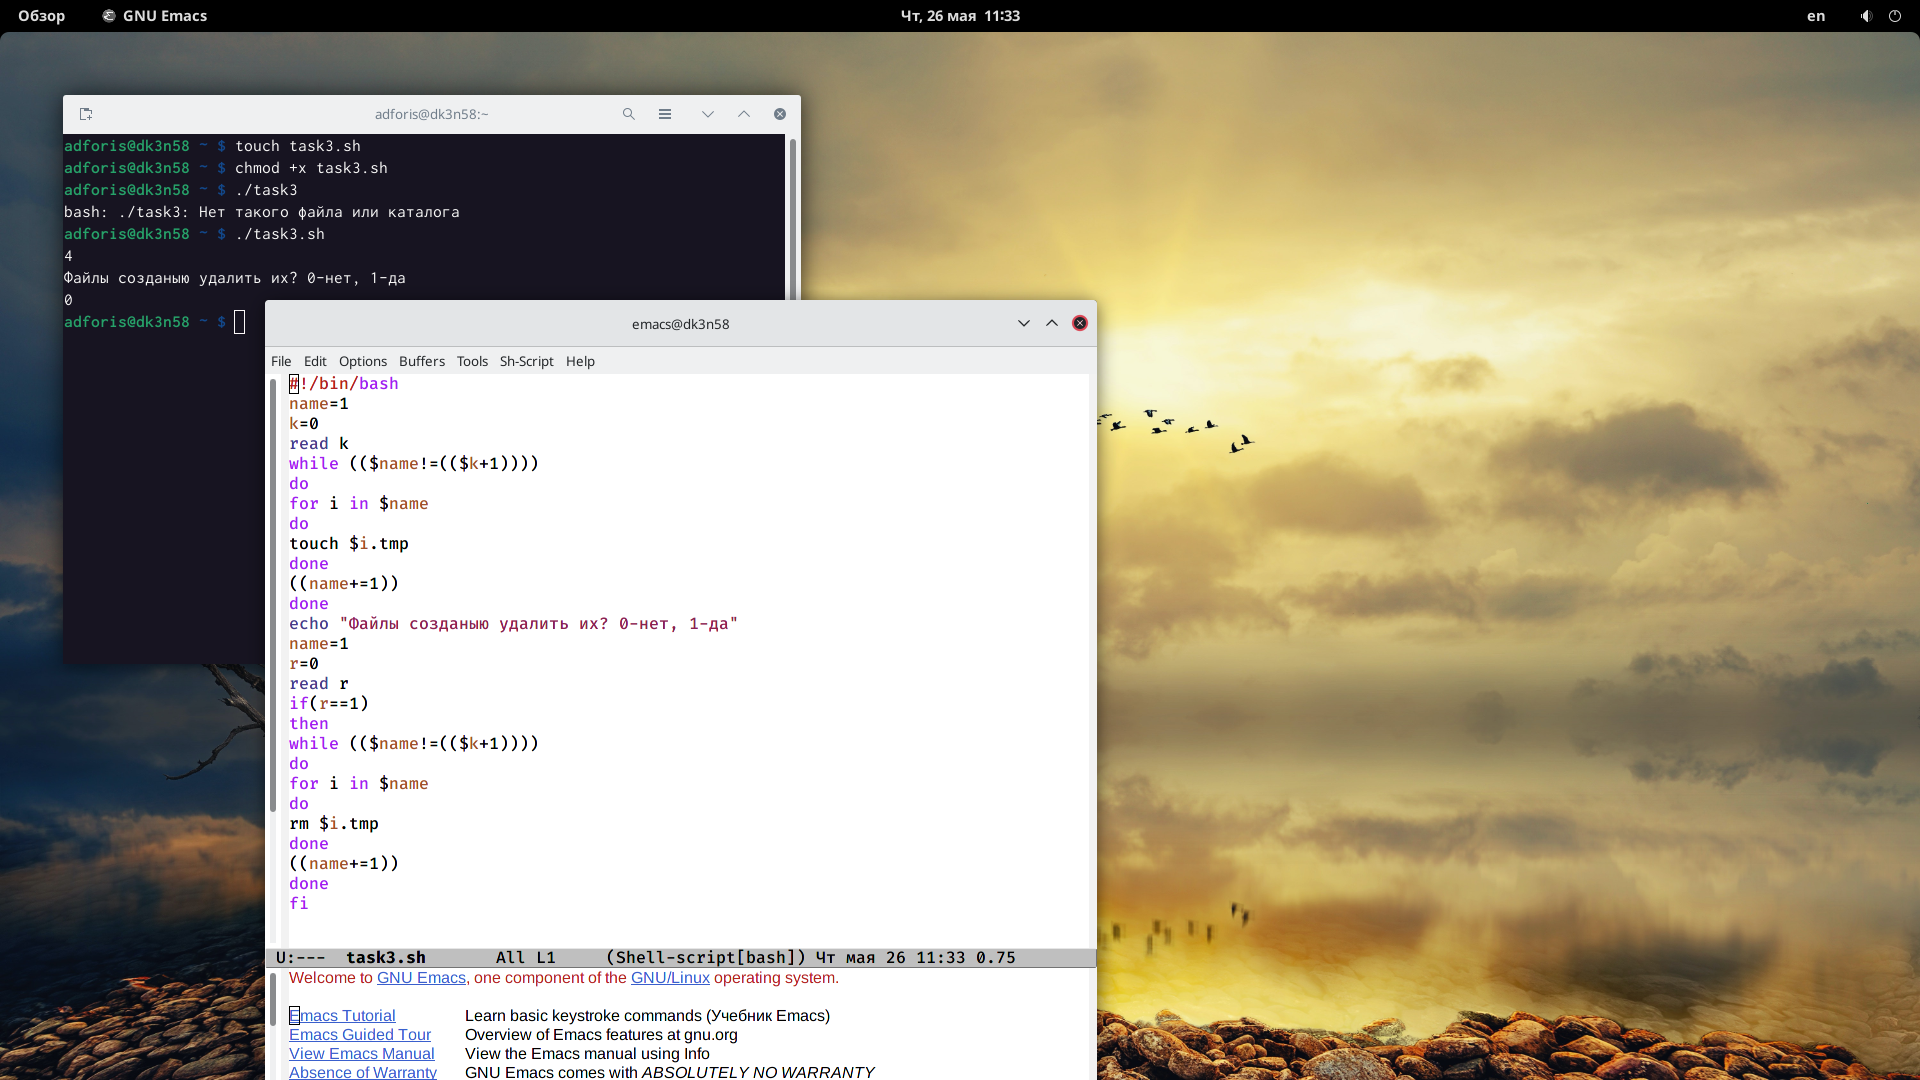 Обзор GNU Emacs Чт, 26 мая 11:33 en
adforis@dk3n58:~
adforis@dk3n58 ~ $ touch task3.sh
adforis@dk3n58 ~ $ chmod +x task3.sh
adforis@dk3n58 ~ $ ./task3
bash: ./task3: Нет такого файла или каталога
adforis@dk3n58 ~ $ ./task3.sh
4
Файлы созданыю удалить их? 0-нет, 1-да
0
adforis@dk3n58 ~ $
emacs@dk3n58
File Edit Options Buffers Tools Sh-Script Help
#!/bin/bash
name=1
k=0
read k
while (($name!=(($k+1))))
do
for i in $name
do
touch $i.tmp
done
((name+=1))
done
echo "Файлы созданыю удалить их? 0-нет, 1-да"
name=1
r=0
read r
if(r==1)
then
while (($name!=(($k+1))))
do
for i in $name
do
rm $i.tmp
done
((name+=1))
done
fi
U:--- task3.sh All L1 (Shell-script[bash]) Чт мая 26 11:33 0.75
Welcome to GNU Emacs, one component of the GNU/Linux operating system.
Emacs Tutorial Learn basic keystroke commands (Учебник Emacs)
Emacs Guided Tour Overview of Emacs features at gnu.org
View Emacs Manual View the Emacs manual using Info
Absence of Warranty GNU Emacs comes with ABSOLUTELY NO WARRANTY